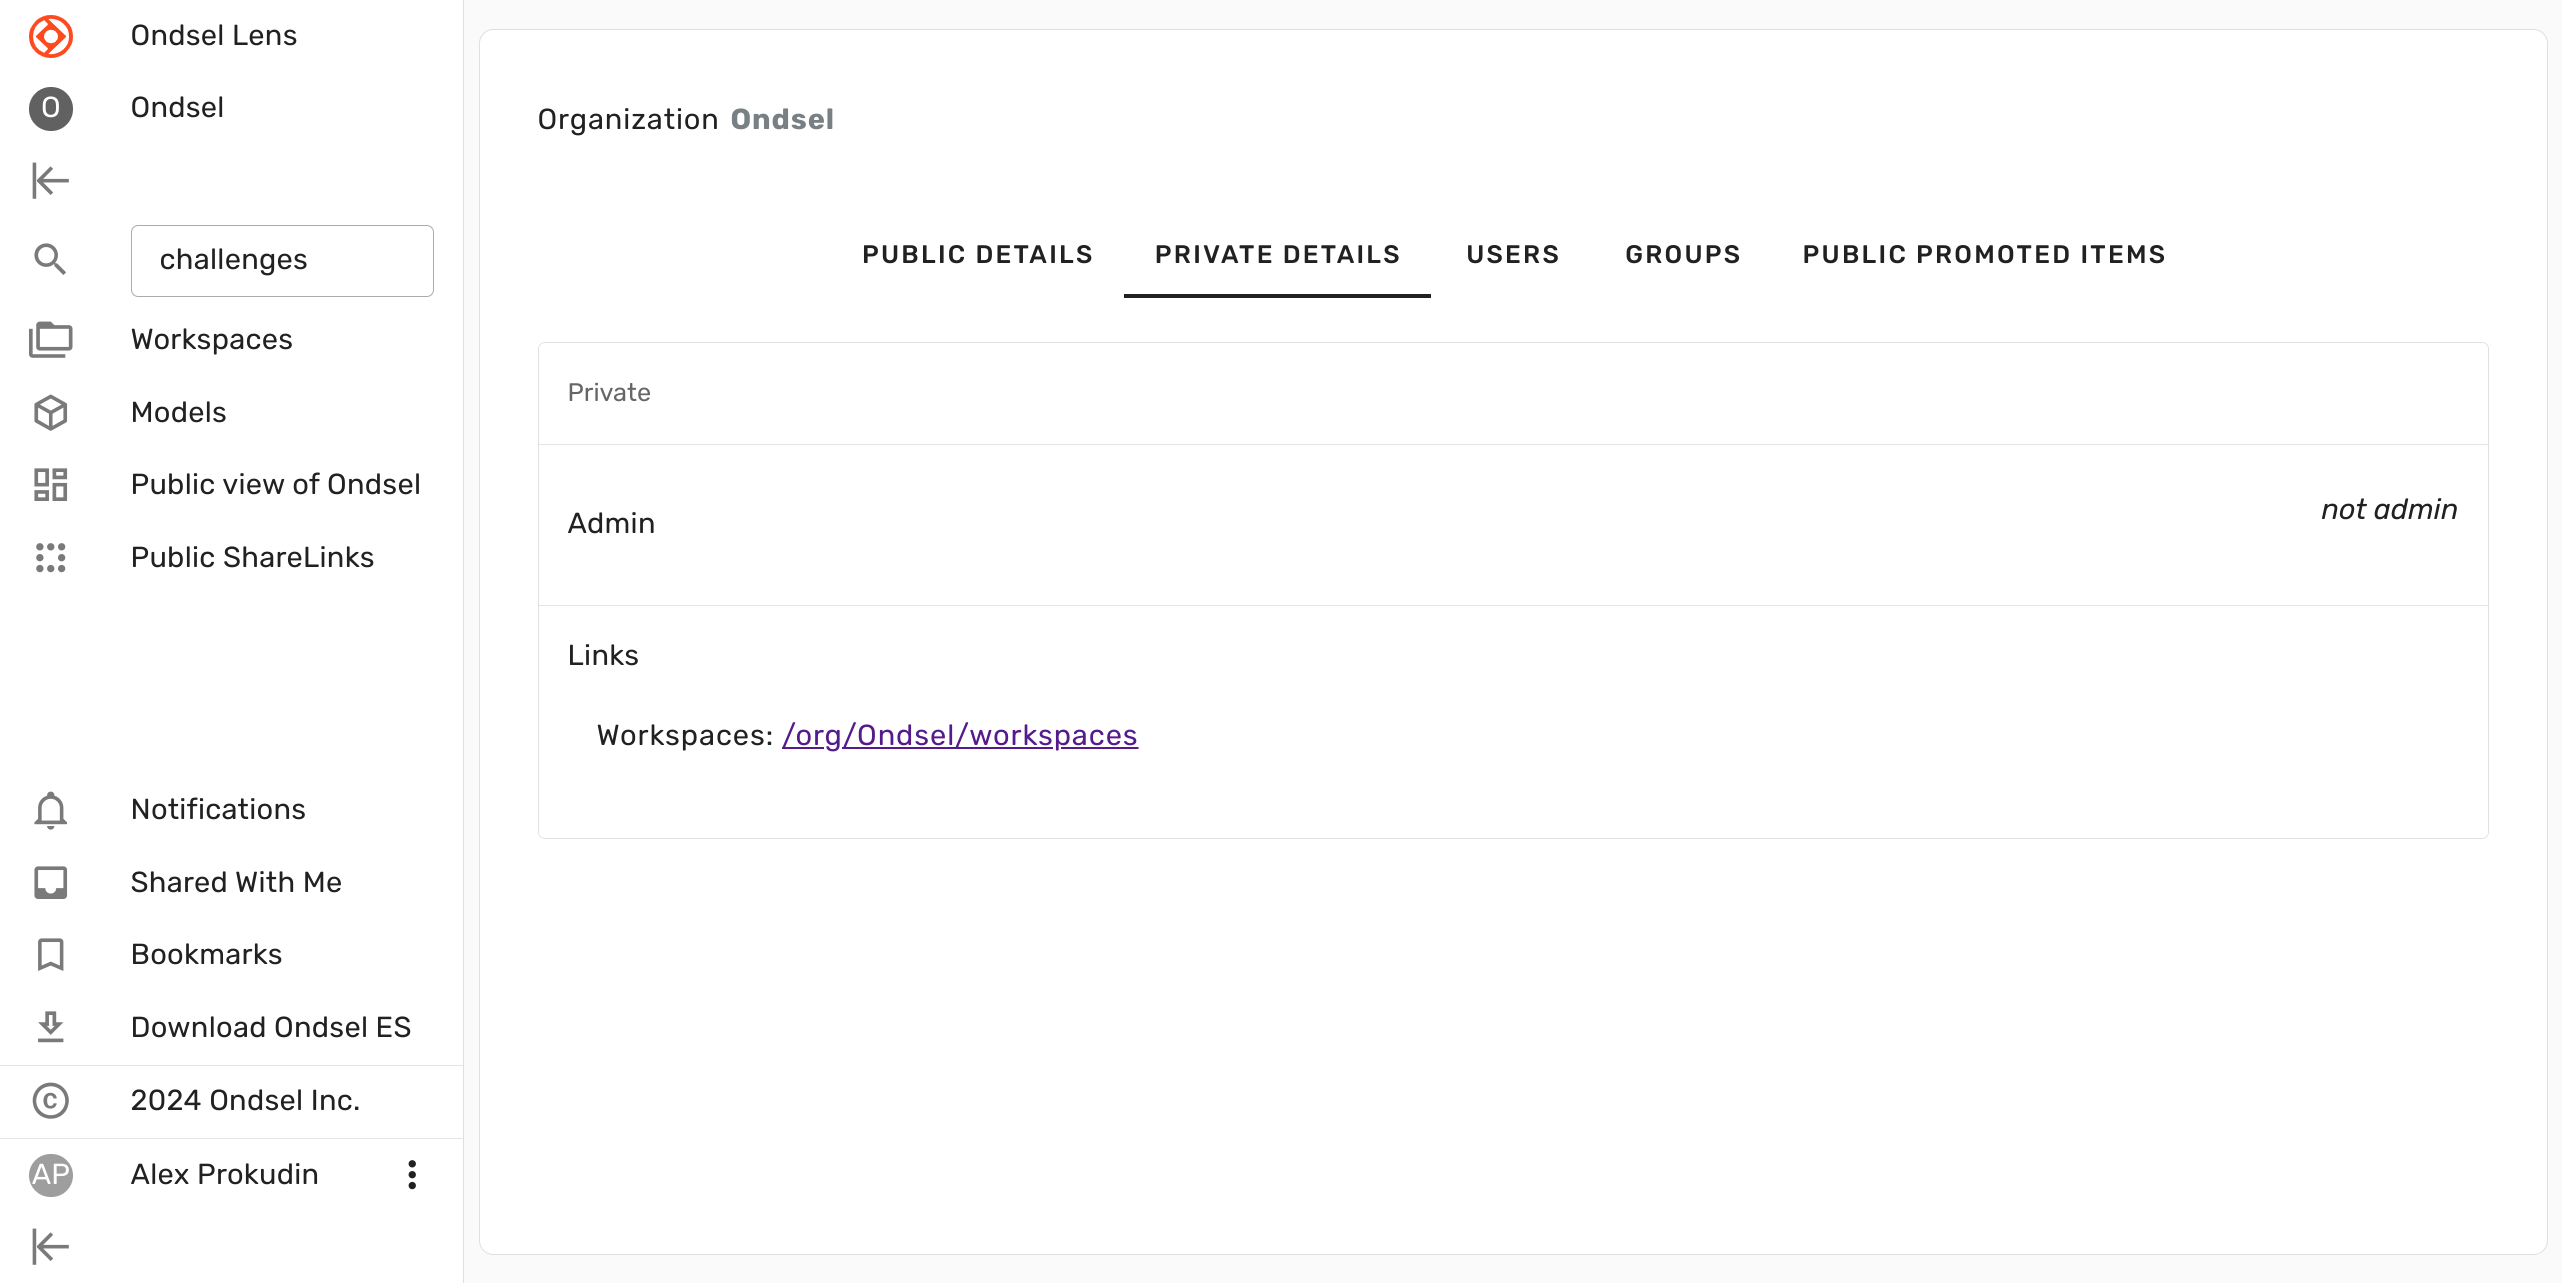 Ondsel Lens
O Ondsel
challenges
Workspaces
Models
Public view of Ondsel
Public ShareLinks
Notifications
Shared With Me
Bookmarks
Download Ondsel ES
© 2024 Ondsel Inc.
AP Alex Prokudin
Organization Ondsel
PUBLIC DETAILS PRIVATE DETAILS USERS GROUPS PUBLIC PROMOTED ITEMS
Private
Admin not admin
Links
Workspaces: /org/Ondsel/workspaces